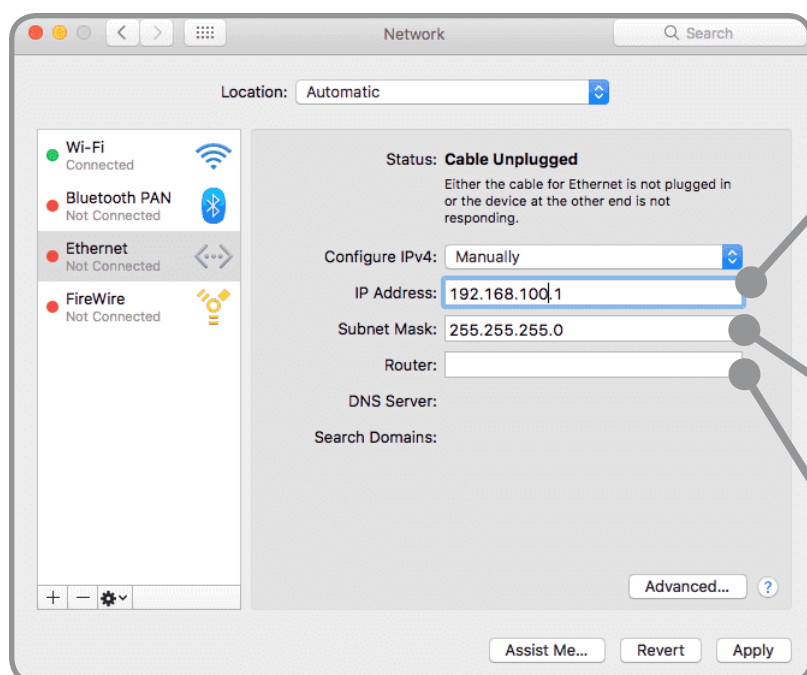 Network
Search
Location: Automatic
Wi-Fi
Connected
Bluetooth PAN
Not Connected
Ethernet
Not Connected
FireWire
Not Connected
Status: Cable Unplugged
Either the cable for Ethernet is not plugged in
or the device at the other end is not
responding.
Configure IPv4: Manually
IP Address: 192.168.100.1
Subnet Mask: 255.255.255.0
Router:
DNS Server:
Search Domains:
Advanced... ?
Assist Me... Revert Apply